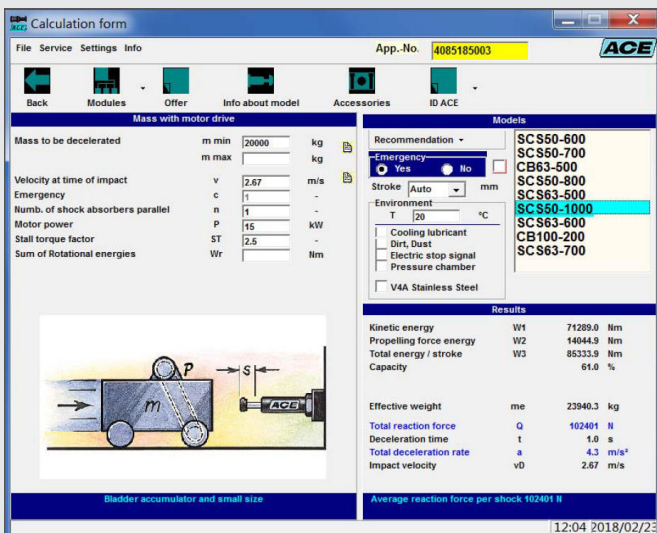 Calculation form
File Service Settings Info
App.-No. 4085185003
ACE
Back Modules Offer Info about model Accessories ID ACE
Mass with motor drive
Mass to be decelerated m min 20000 kg
m max kg
Velocity at time of impact v 2.67 m/s
Emergency c 1 -
Numb. of shock absorbers parallel n 1 -
Motor power P 15 kW
Stall torque factor ST 2.5 -
Sum of Rotational energies Wr Nm
P
S
m
ACE
Bladder accumulator and small size
Models
Recommendation
Emergency
Yes No
Stroke Auto mm
Environment
T 20 °C
Cooling lubricant
Dirt, Dust
Electric stop signal
Pressure chamber
V4A Stainless Steel
SCS50-600
SCS50-700
CB63-500
SCS50-800
SCS63-500
SCS50-1000
SCS63-600
CB100-200
SCS63-700
Results
Kinetic energy W1 71289.0 Nm
Propelling force energy W2 14044.9 Nm
Total energy / stroke W3 85333.9 Nm
Capacity 61.0 %
Effective weight me 23940.3 kg
Total reaction force Q 102401 N
Deceleration time t 1.0 s
Total deceleration rate a 4.3 m/s²
Impact velocity vD 2.67 m/s
Average reaction force per shock 102401 N
12:04 2018/02/23